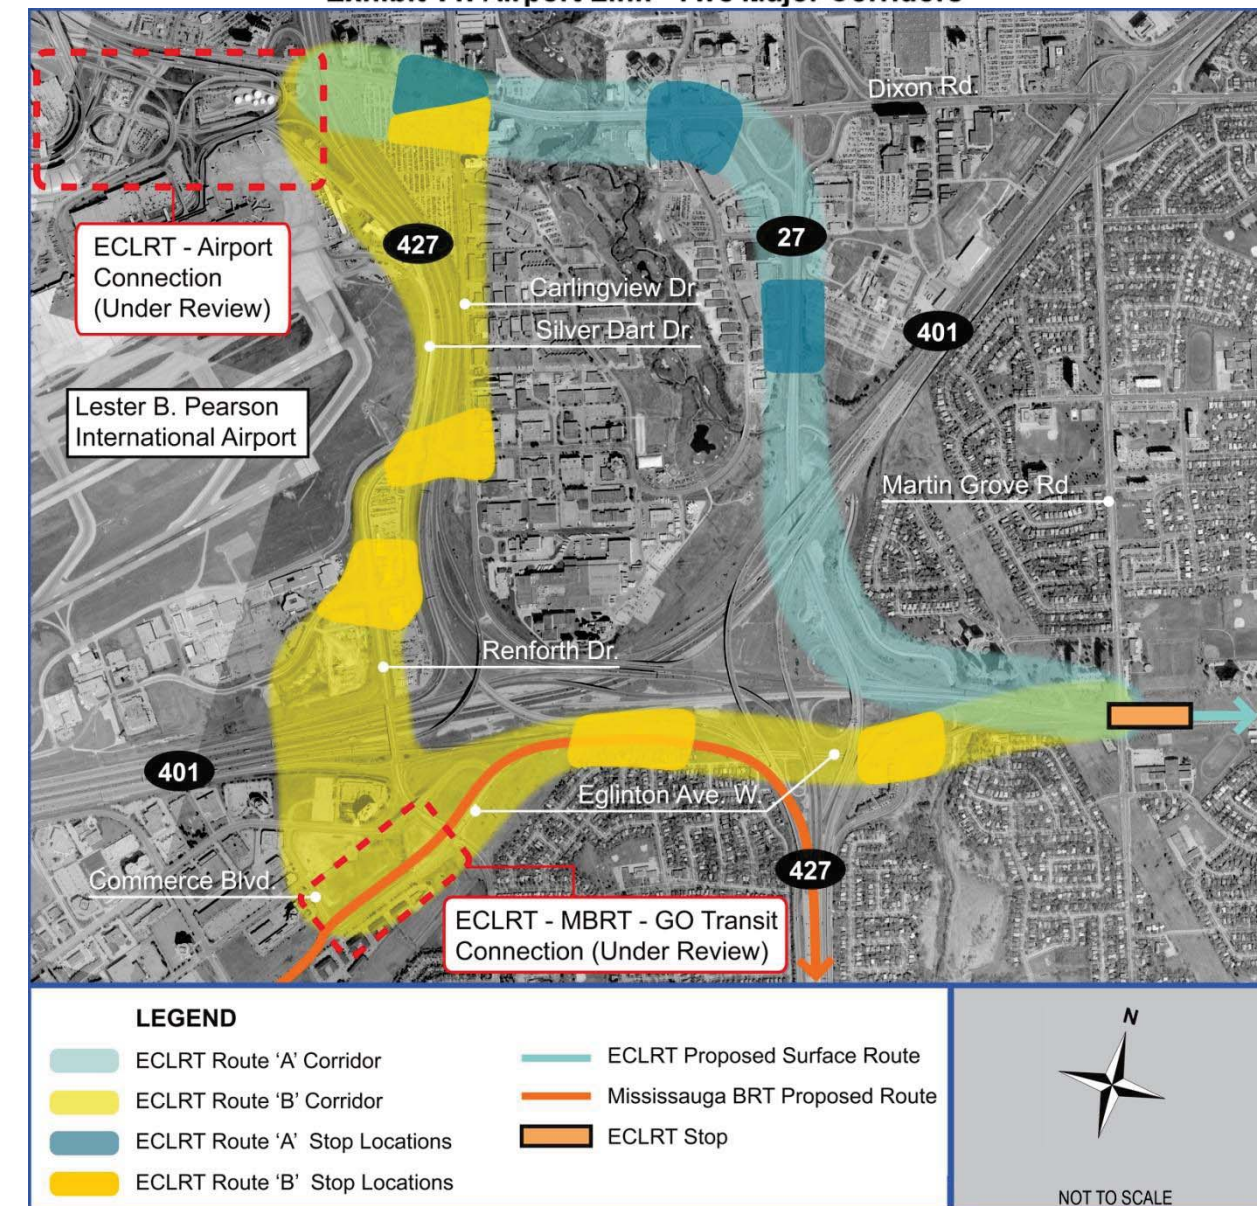 Dixon Rd.
27
427
ECLRT - Airport
Connection
(Under Review)
Carlingview Dr
Silver Dart Dr.
401
Lester B. Pearson
International Airport
Martin Grove Rd.
Renforth Dr.
401
Eglinton Ave. W.
427
Commerce Blvd.
ECLRT - MBRT - GO Transit
Connection (Under Review)
LEGEND
ECLRT Route ‘A’ Corridor
ECLRT Route ‘B’ Corridor
ECLRT Route ‘A’ Stop Locations
ECLRT Route ‘B’ Stop Locations
ECLRT Proposed Surface Route
Mississauga BRT Proposed Route
ECLRT Stop
N
NOT TO SCALE